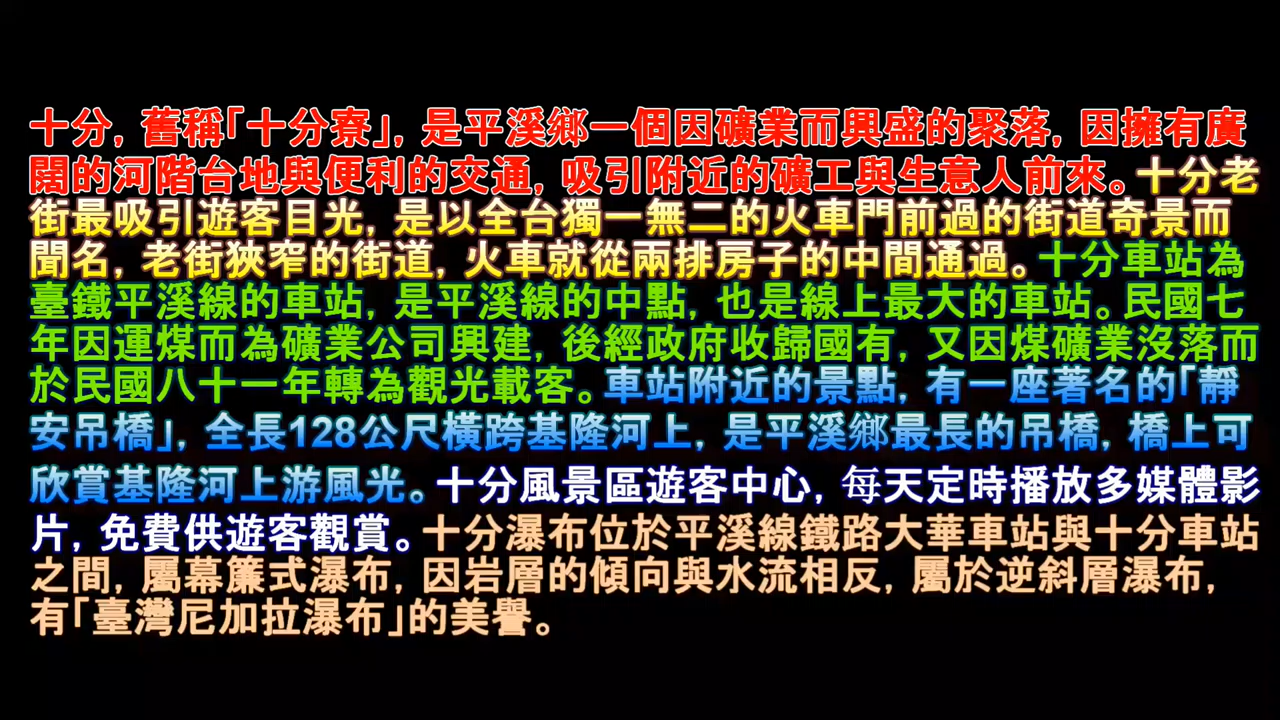 十分，舊稱「十分寮」，是平溪鄉一個因礦業而興盛的聚落，因擁有廣
闊的河階台地與便利的交通，吸引附近的礦工與生意人前來。十分老
街最吸引遊客目光，是以全台獨一無二的火車門前過的街道奇景而
聞名，老街狹窄的街道，火車就從兩排房子的中間通過。十分車站為
臺鐵平溪線的車站，是平溪線的中點，也是線上最大的車站。民國七
年因運煤而為礦業公司興建，後經政府收歸國有，又因煤礦業沒落而
於民國八十一年轉為觀光載客。車站附近的景點，有一座著名的「靜
安吊橋」，全長128公尺橫跨基隆河上，是平溪鄉最長的吊橋，橋上可
欣賞基隆河上游風光。十分風景區遊客中心，每天定時播放多媒體影
片，免費供遊客觀賞。十分瀑布位於平溪線鐵路大華車站與十分車站
之間，屬幕簾式瀑布，因岩層的傾向與水流相反，屬於逆斜層瀑布，
有「臺灣尼加拉瀑布」的美譽。